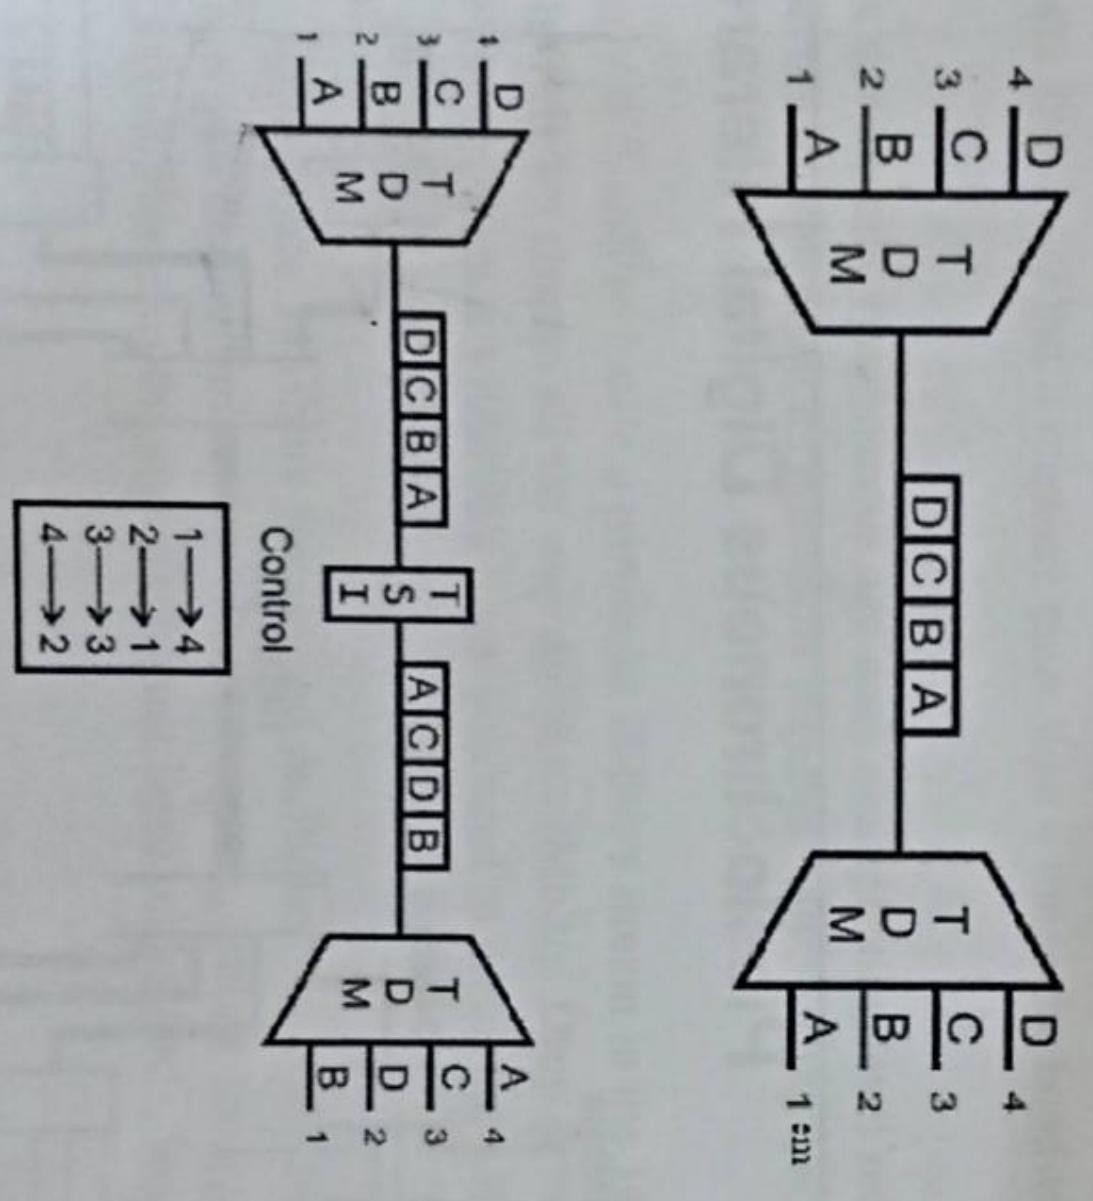 4 D T D 4
3 C D C B A C 3
2 B D D B 2
1 A M M A 1
4 D T T T A 4
3 C D C B A A C D B C 3
2 B D S D D 2
1 A M I M B 1
Control
1→4
2→1
3→3
4→2